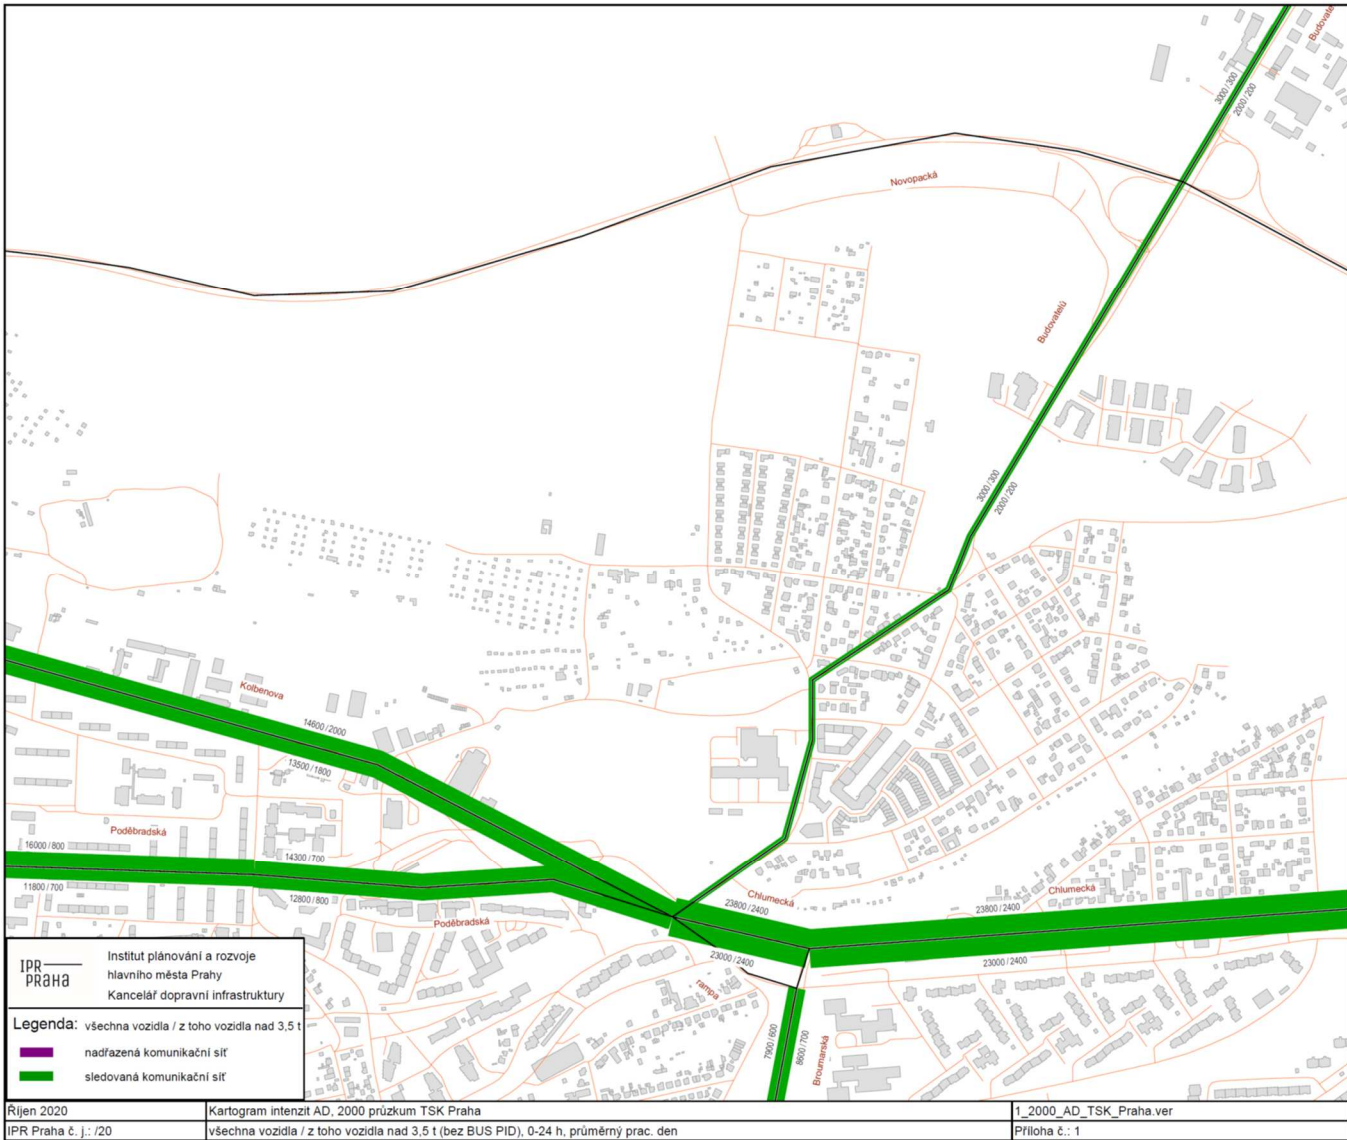 Budovatelů
3000/300
2000/200
Novopacká
Budovatelů
3000/300
2000/200
Kolbenova
14600/2000
13500/1800
Poděbradská
16000/800
14300/700
11800/700
12800/800
Poděbradská
Chlumecká
23800/2400
Chlumecká
23800/2400
23000/2400
23000/2400
rampa
7900/600
8600/700
Broumarská
IPR
PRAHA
Institut plánování a rozvoje
hlavního města Prahy
Kancelář dopravní infrastruktury
Legenda: všechna vozidla / z toho vozidla nad 3,5 t
nadřazená komunikační síť
sledovaná komunikační síť
Říjen 2020
Kartogram intenzit AD, 2000 průzkum TSK Praha
1_2000_AD_TSK_Praha.ver
IPR Praha č. j.: /20
všechna vozidla / z toho vozidla nad 3,5 t (bez BUS PID), 0-24 h, průměrný prac. den
Příloha č.: 1